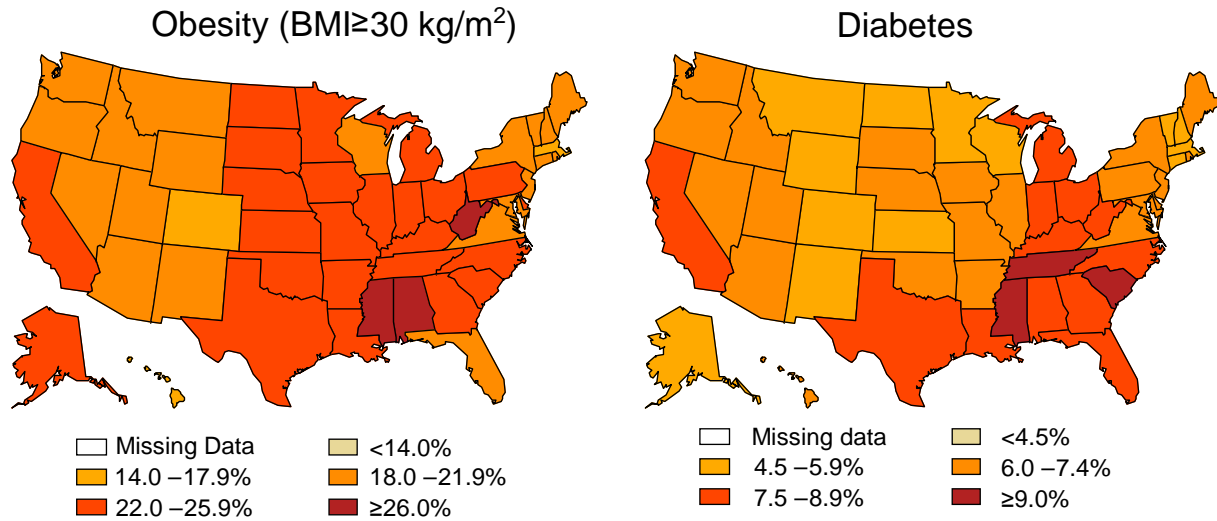 Obesity (BMI≥30 kg/m²)
Diabetes
Missing Data
<14.0%
14.0 –17.9%
18.0 –21.9%
22.0 –25.9%
≥26.0%
Missing data
<4.5%
4.5 –5.9%
6.0 –7.4%
7.5 –8.9%
≥9.0%